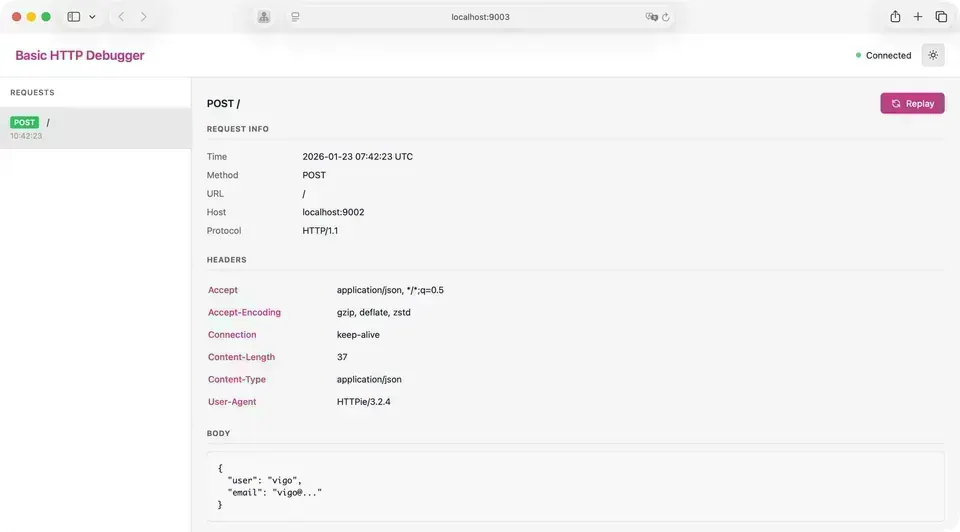 localhost:9003
Basic HTTP Debugger
Connected
REQUESTS
POST /
10:42:23
POST /
Replay
REQUEST INFO
Time 2026-01-23 07:42:23 UTC
Method POST
URL /
Host localhost:9002
Protocol HTTP/1.1
HEADERS
Accept application/json, */*;q=0.5
Accept-Encoding gzip, deflate, zstd
Connection keep-alive
Content-Length 37
Content-Type application/json
User-Agent HTTPie/3.2.4
BODY
{
"user": "vigo",
"email": "vigo@..."
}